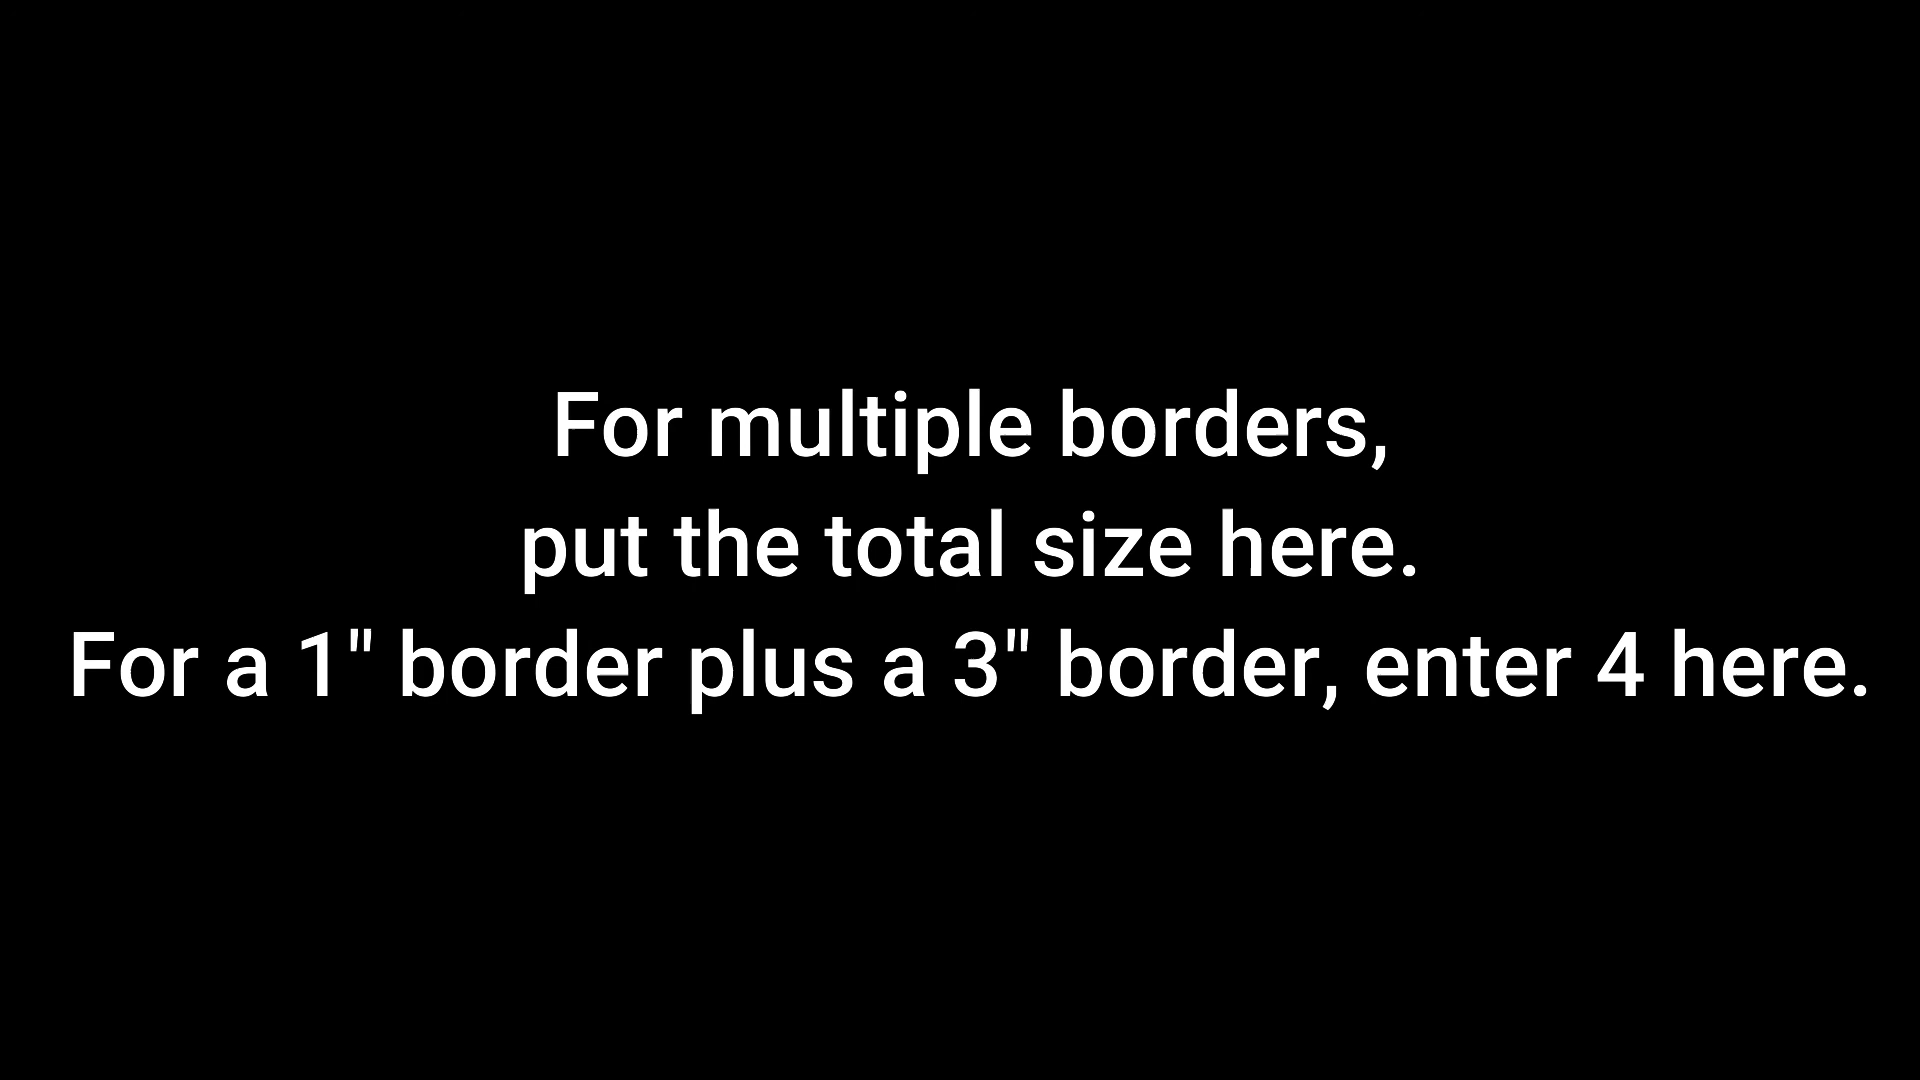 For multiple borders,
put the total size here.
For a 1" border plus a 3" border, enter 4 here.